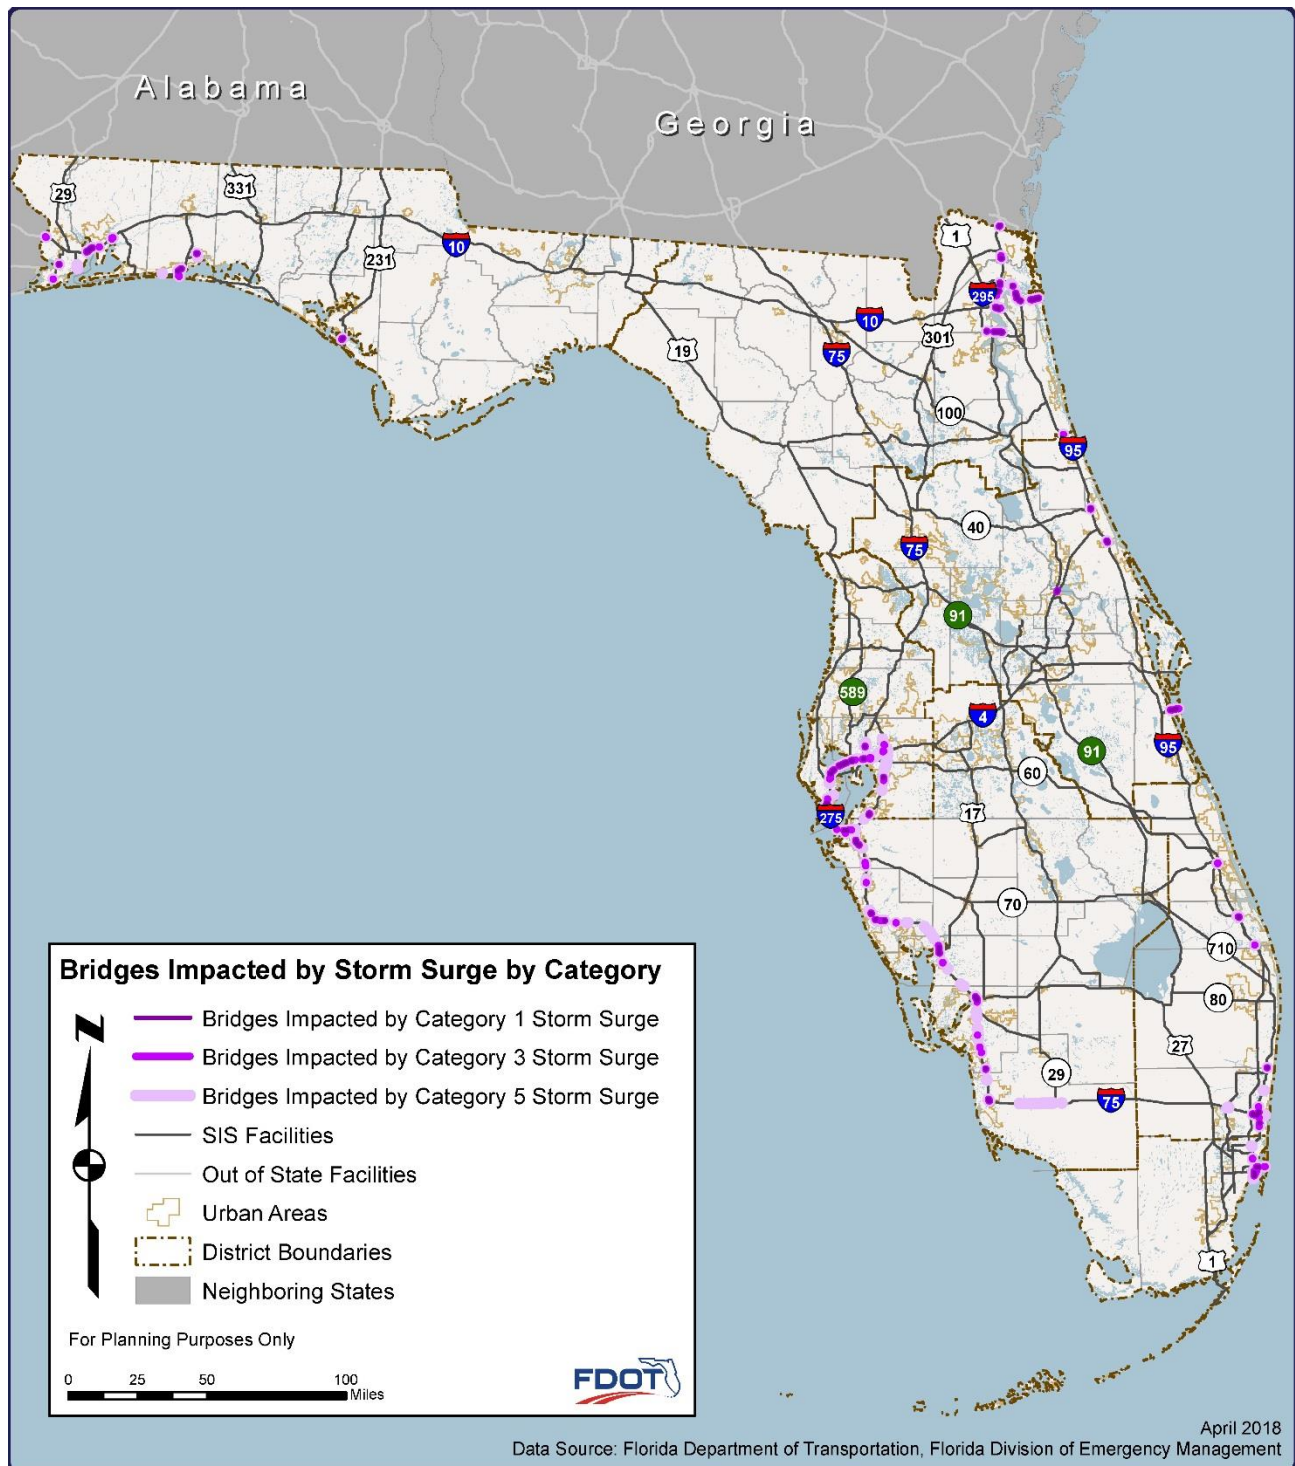 Alabama
Georgia
29
331
231
10
1
295
10
301
19
75
100
95
40
75
91
589
4
91
95
60
275
17
70
710
80
27
29
75
1
Bridges Impacted by Storm Surge by Category
N
Bridges Impacted by Category 1 Storm Surge
Bridges Impacted by Category 3 Storm Surge
Bridges Impacted by Category 5 Storm Surge
SIS Facilities
Out of State Facilities
Urban Areas
District Boundaries
Neighboring States
For Planning Purposes Only
0 25 50 100
Miles
FDOT
April 2018
Data Source: Florida Department of Transportation, Florida Division of Emergency Management